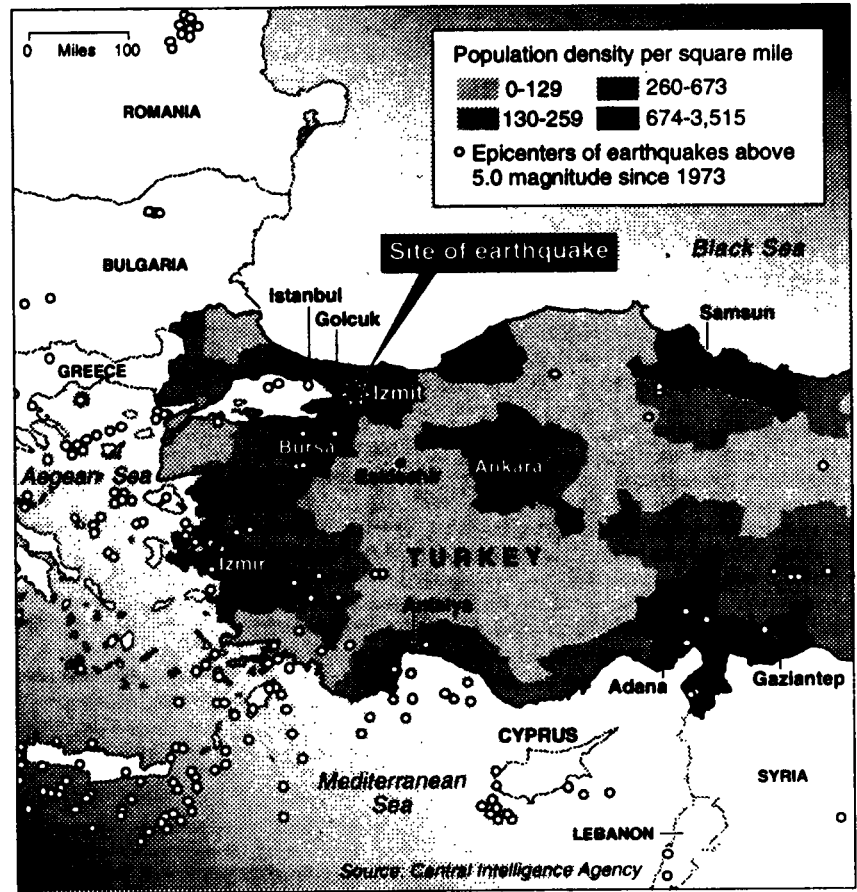 0 Miles 100
Population density per square mile
0-129 260-673
130-259 674-3,515
Epicenters of earthquakes above
5.0 magnitude since 1973
ROMANIA
BULGARIA
Black Sea
Site of earthquake
Istanbul
Golcuk
Samsun
GREECE
Izmit
Bursa
Eskisehir
Ankara
Aegean Sea
TURKEY
Izmir
Antalya
Adana
Gaziantep
CYPRUS
Mediterranean
Sea
SYRIA
LEBANON
Source: Central Intelligence Agency